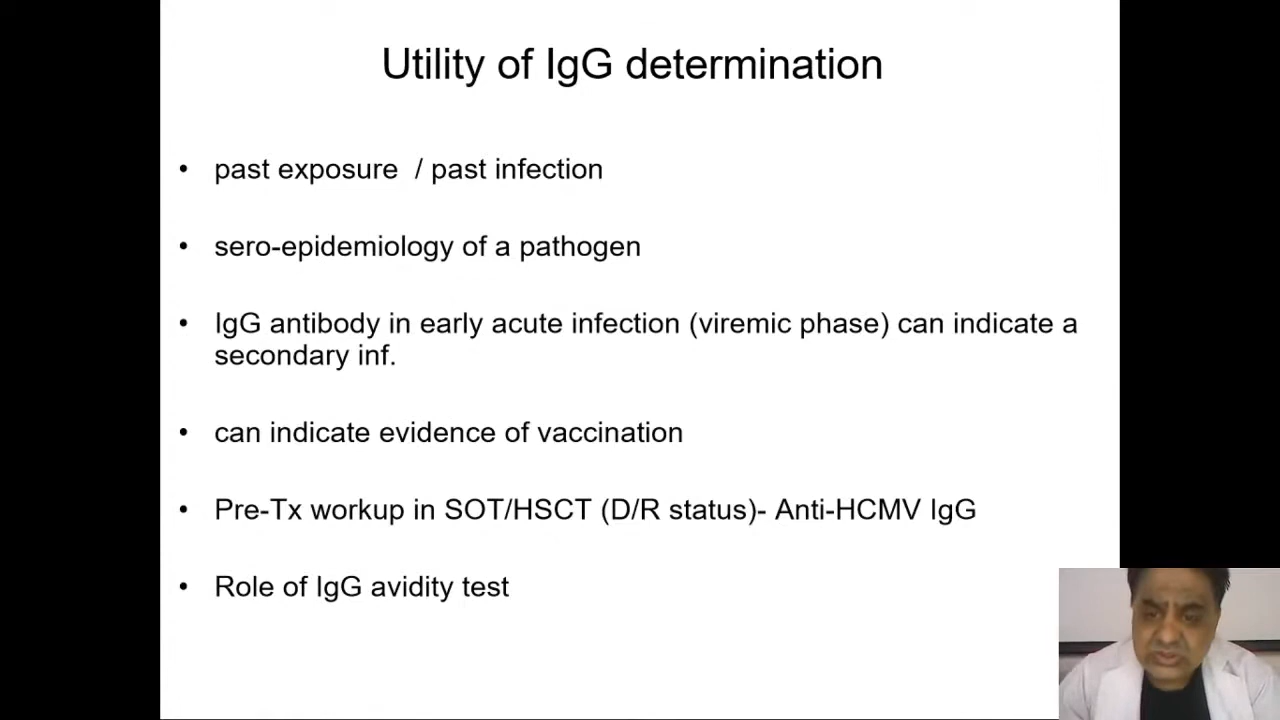 Utility of IgG determination
• past exposure  / past infection
• sero-epidemiology of a pathogen
• IgG antibody in early acute infection (viremic phase) can indicate a
secondary inf.
• can indicate evidence of vaccination
• Pre-Tx workup in SOT/HSCT (D/R status)- Anti-HCMV IgG
• Role of IgG avidity test